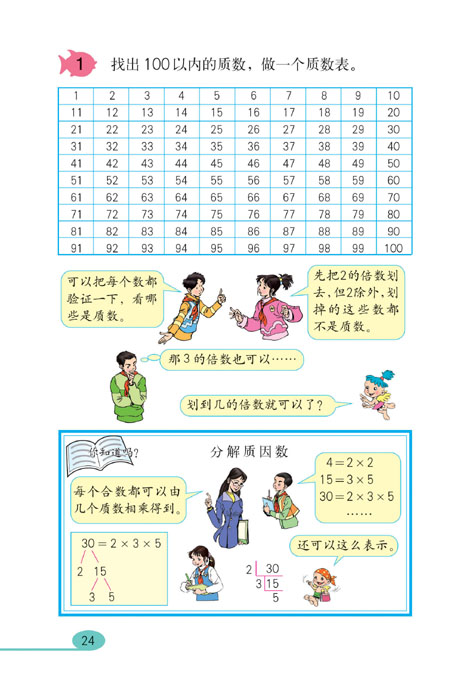 1 找出100以内的质数，做一个质数表。
1 2 3 4 5 6 7 8 9 10
11 12 13 14 15 16 17 18 19 20
21 22 23 24 25 26 27 28 29 30
31 32 33 34 35 36 37 38 39 40
41 42 43 44 45 46 47 48 49 50
51 52 53 54 55 56 57 58 59 60
61 62 63 64 65 66 67 68 69 70
71 72 73 74 75 76 77 78 79 80
81 82 83 84 85 86 87 88 89 90
91 92 93 94 95 96 97 98 99 100
可以把每个数都
验证一下，看哪
些是质数。
先把2的倍数划
去，但2除外，划
掉的这些数都
不是质数。
那3的倍数也可以……
划到几的倍数就可以了？
你知道吗？
分解质因数
每个合数都可以由
几个质数相乘得到。
4＝2×2
15＝3×5
30＝2×3×5
……
30＝2×3×5
2 15
3 5
还可以这么表示。
2 30
3 15
5
24